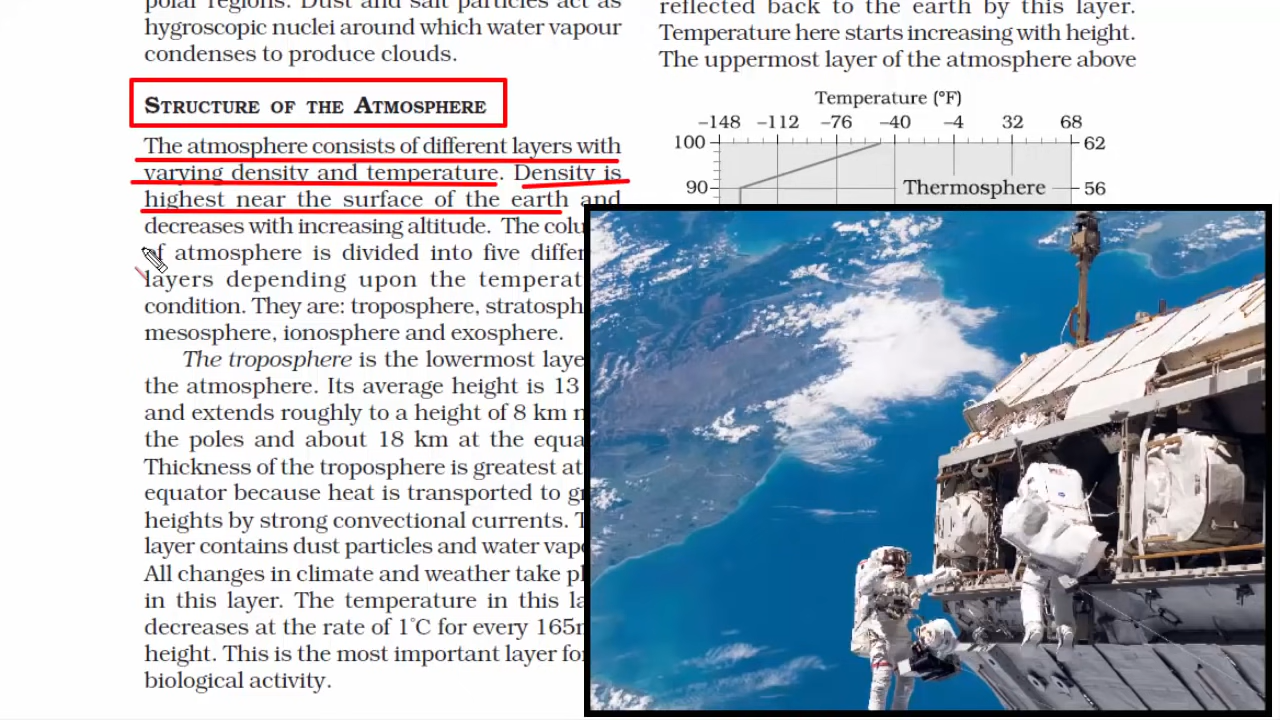 polar regions. Dust and salt particles act as
hygroscopic nuclei around which water vapour
condenses to produce clouds.
STRUCTURE OF THE ATMOSPHERE
The atmosphere consists of different layers with
varying density and temperature. Density is
highest near the surface of the earth and
decreases with increasing altitude. The colu
of atmosphere is divided into five differ
layers depending upon the temperat
condition. They are: troposphere, stratosph
mesosphere, ionosphere and exosphere.
The troposphere is the lowermost laye
the atmosphere. Its average height is 13
and extends roughly to a height of 8 km n
the poles and about 18 km at the equa
Thickness of the troposphere is greatest at
equator because heat is transported to g
heights by strong convectional currents. T
layer contains dust particles and water vap
All changes in climate and weather take p
in this layer. The temperature in this la
decreases at the rate of 1°C for every 165m
height. This is the most important layer fo
biological activity.
reflected back to the earth by this layer.
Temperature here starts increasing with height.
The uppermost layer of the atmosphere above
Temperature (°F)
–148 –112 –76 –40 –4 32 68
100 62
90 Thermosphere 56